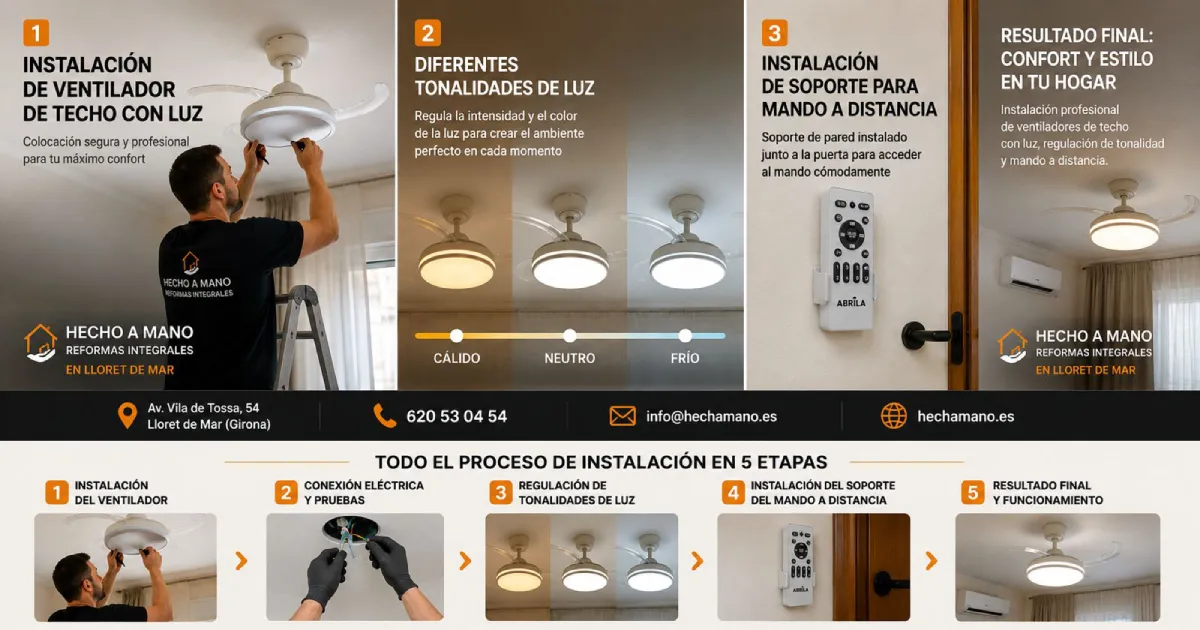 1
INSTALACIÓN
DE VENTILADOR
DE TECHO CON LUZ
Colocación segura y profesional
para tu máximo confort
HECHO A MANO
REFORMAS INTEGRALES
HECHO A MANO
REFORMAS INTEGRALES
EN LLORET DE MAR
2
DIFERENTES
TONALIDADES DE LUZ
Regula la intensidad y el color
de la luz para crear el ambiente
perfecto en cada momento
CÁLIDO
NEUTRO
FRÍO
3
INSTALACIÓN
DE SOPORTE PARA
MANDO A DISTANCIA
Soporte de pared instalado
junto a la puerta para acceder
al mando cómodamente
ABRILA
RESULTADO FINAL:
CONFORT Y ESTILO
EN TU HOGAR
Instalación profesional
de ventiladores de techo
con luz, regulación de tonalidad
y mando a distancia.
HECHO A MANO
REFORMAS INTEGRALES
EN LLORET DE MAR
Av. Vila de Tossa, 54
Lloret de Mar (Girona)
620 53 04 54
info@hechamano.es
hechamano.es
TODO EL PROCESO DE INSTALACIÓN EN 5 ETAPAS
1
INSTALACIÓN
DEL VENTILADOR
2
CONEXIÓN ELÉCTRICA
Y PRUEBAS
3
REGULACIÓN DE
TONALIDADES DE LUZ
4
INSTALACIÓN DEL SOPORTE
DEL MANDO A DISTANCIA
ABRILA
5
RESULTADO FINAL
Y FUNCIONAMIENTO